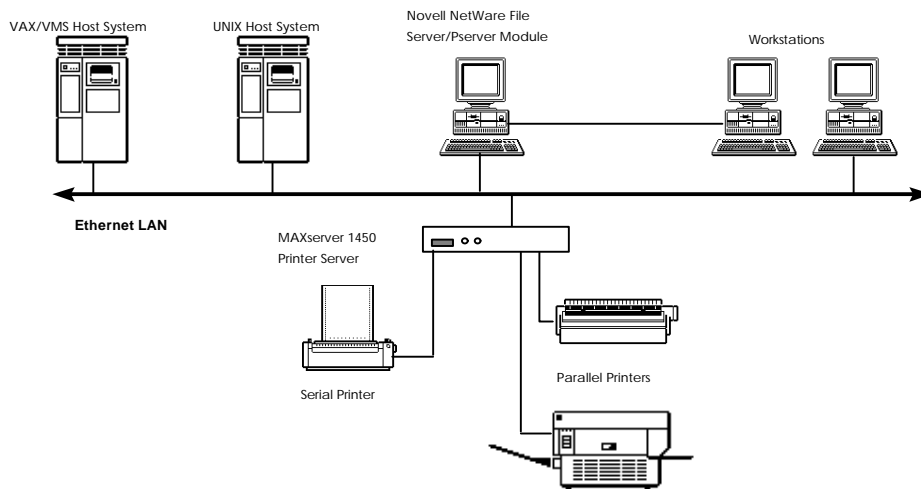 VAX/VMS Host System
UNIX Host System
Novell NetWare File
Server/Pserver Module
Workstations
Ethernet LAN
MAXserver 1450
Printer Server
Serial Printer
Parallel Printers